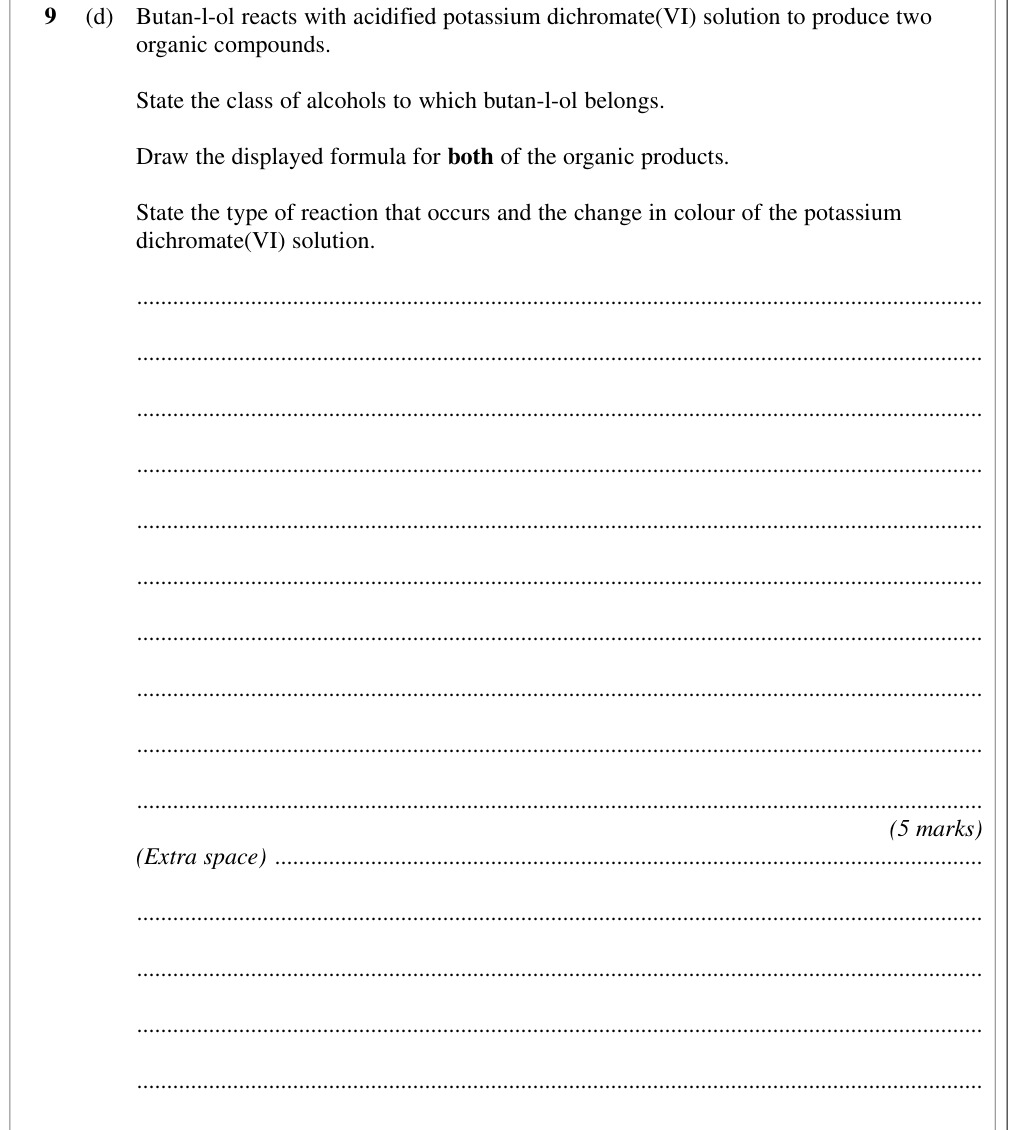 9 (d) Butan-l-ol reacts with acidified potassium dichromate(VI) solution to produce two
organic compounds.
State the class of alcohols to which butan-l-ol belongs.
Draw the displayed formula for both of the organic products.
State the type of reaction that occurs and the change in colour of the potassium
dichromate(VI) solution.
(5 marks)
(Extra space)